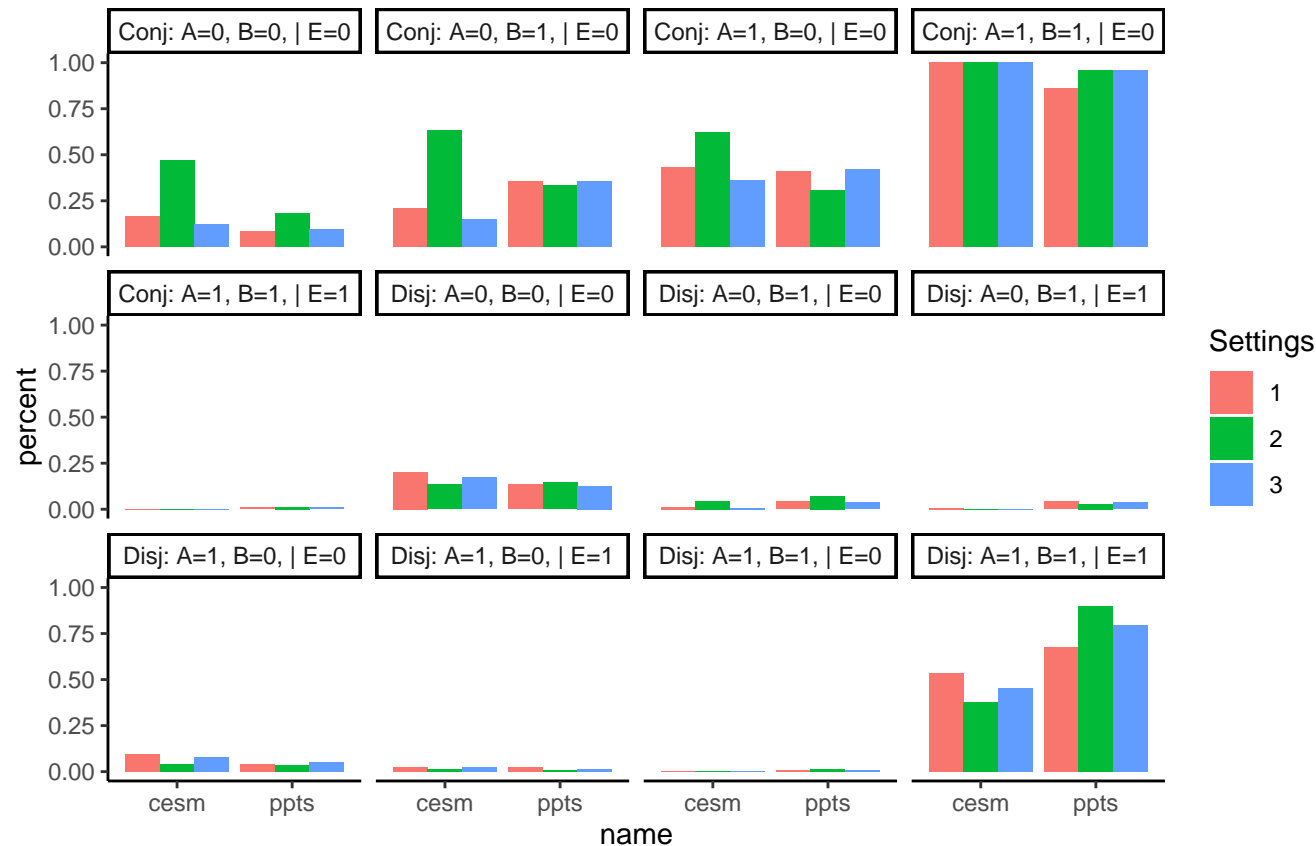 Conj: A=0, B=0, | E=0
Conj: A=0, B=1, | E=0
Conj: A=1, B=0, | E=0
Conj: A=1, B=1, | E=0
1.00
0.75
0.50
0.25
0.00
Conj: A=1, B=1, | E=1
Disj: A=0, B=0, | E=0
Disj: A=0, B=1, | E=0
Disj: A=0, B=1, | E=1
1.00
0.75
0.50
0.25
0.00
percent
Disj: A=1, B=0, | E=0
Disj: A=1, B=0, | E=1
Disj: A=1, B=1, | E=0
Disj: A=1, B=1, | E=1
1.00
0.75
0.50
0.25
0.00
cesm ppts
cesm ppts
cesm ppts
cesm ppts
name
Settings
1
2
3